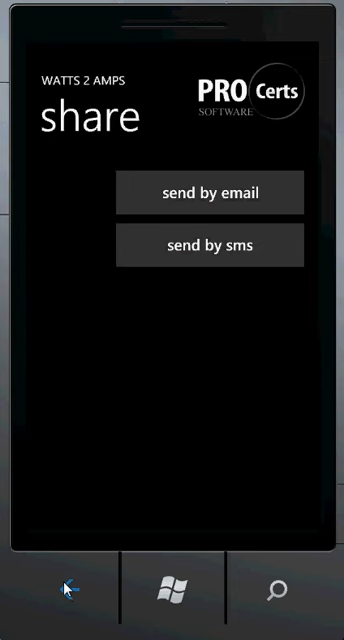 WATTS 2 AMPS
share
PRO Certs
SOFTWARE
send by email
send by sms